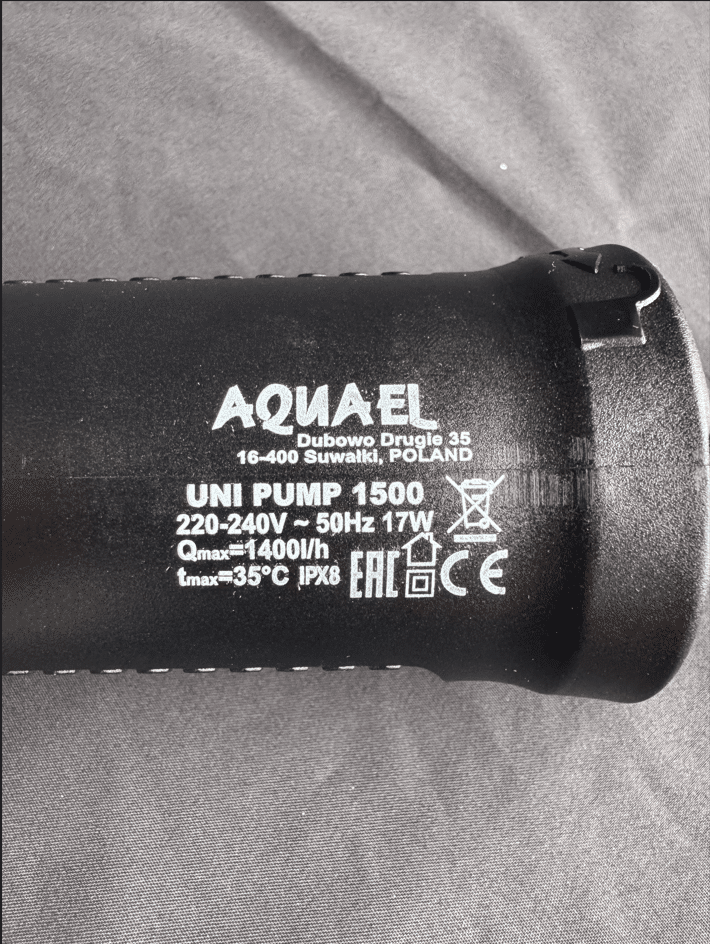 AQUAEL
Dubowo Drugie 35
16-400 Suwałki, POLAND
UNI PUMP 1500
220-240V ~ 50Hz 17W
Qmax=1400l/h
tmax=35°C IPX8 EAC CE